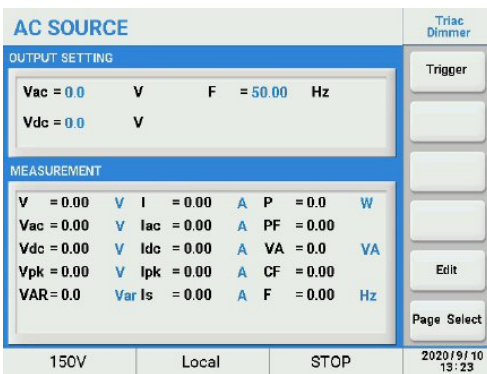 AC SOURCE
Triac
Dimmer
OUTPUT SETTING
Vac = 0.0 V F = 50.00 Hz
Vdc = 0.0 V
Trigger
MEASUREMENT
V = 0.00 V I = 0.00 A P = 0.0 W
Vac = 0.00 V Iac = 0.00 A PF = 0.00
Vdc = 0.00 V Idc = 0.00 A VA = 0.0 VA
Vpk = 0.00 V Ipk = 0.00 A CF = 0.00
VAR = 0.0 Var Is = 0.00 A F = 0.00 Hz
Edit
Page Select
150V Local STOP 2020/9/10
13:23